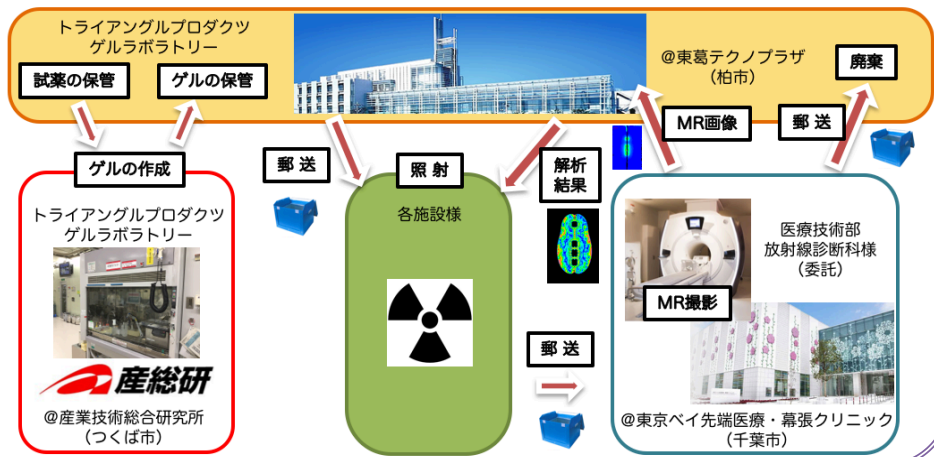 トライアングルプロダクツ
ゲルラボラトリー
試薬の保管
ゲルの保管
@東葛テクノプラザ
（柏市）
廃棄
MR画像
郵 送
ゲルの作成
郵 送
照 射
解析
結果
トライアングルプロダクツ
ゲルラボラトリー
各施設様
医療技術部
放射線診断科様
（委託）
MR撮影
郵 送
産総研
@産業技術総合研究所
（つくば市）
@東京ベイ先端医療・幕張クリニック
（千葉市）